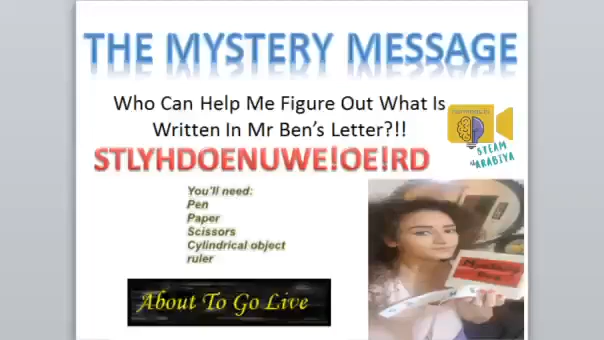 THE MYSTERY MESSAGE
Who Can Help Me Figure Out What Is
Written In Mr Ben's Letter?!!
STLYHDOENUWE!OE!RD
STEAM
ARABIYA
You'll need:
Pen
Paper
Scissors
Cylindrical object
ruler
About To Go Live